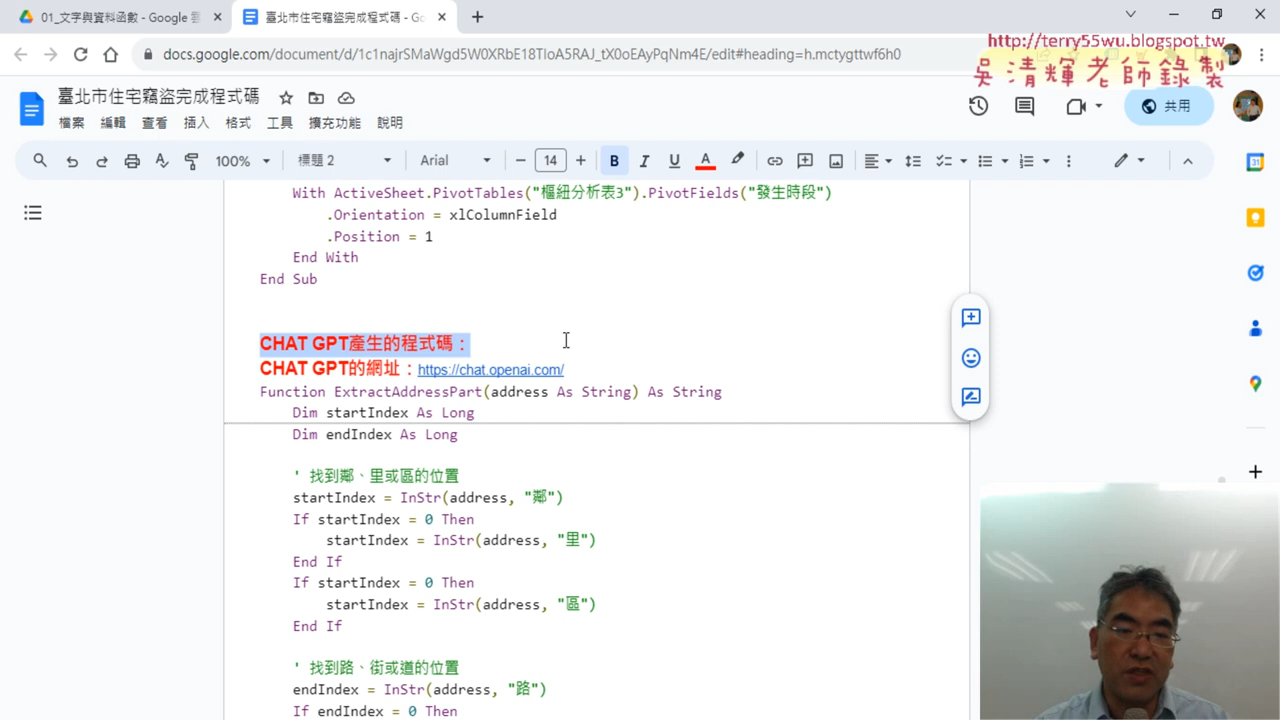 01_文字與資料函數 - Google 雲
臺北市住宅竊盜完成程式碼 - Go
docs.google.com/document/d/1c1najrSMaWgd5W0XRbE18TIoA5RAJ_tX0oEAyPqNm4E/edit#heading=h.mctygttwf6h0
http://terry55wu.blogspot.tw
吳清輝老師錄製
臺北市住宅竊盜完成程式碼
共用
檔案 編輯 查看 插入 格式 工具 擴充功能 說明
100% 標題 2 Arial 14 B I U A
31
With ActiveSheet.PivotTables("樞紐分析表3").PivotFields("發生時段")
.Orientation = xlColumnField
.Position = 1
End With
End Sub
CHAT GPT產生的程式碼：
CHAT GPT的網址：https://chat.openai.com/
Function ExtractAddressPart(address As String) As String
Dim startIndex As Long
Dim endIndex As Long
' 找到鄰、里或區的位置
startIndex = InStr(address, "鄰")
If startIndex = 0 Then
startIndex = InStr(address, "里")
End If
If startIndex = 0 Then
startIndex = InStr(address, "區")
End If
' 找到路、街或道的位置
endIndex = InStr(address, "路")
If endIndex = 0 Then